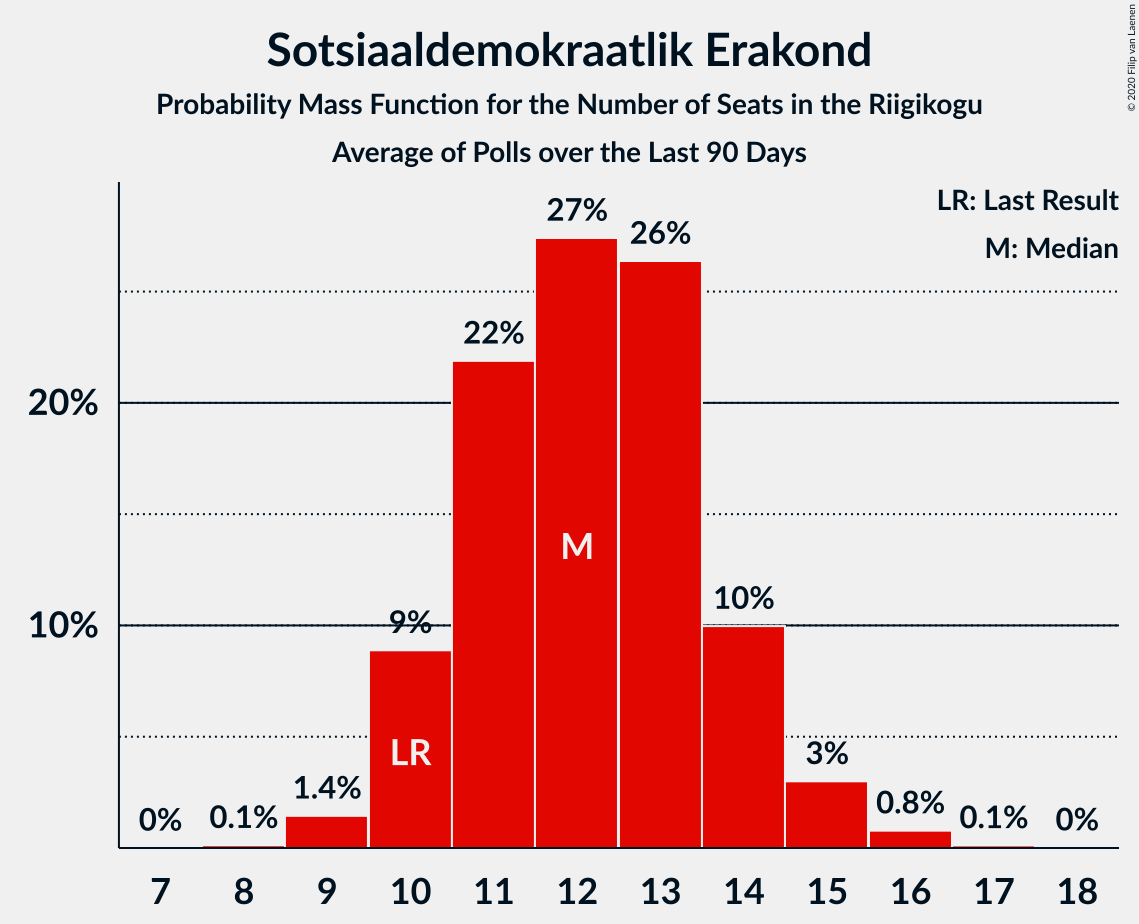 Sotsiaaldemokraatlik Erakond
Probability Mass Function for the Number of Seats in the Riigikogu
Average of Polls over the Last 90 Days
© 2020 Filip van Laenen
LR: Last Result
M: Median
27%
26%
22%
20%
M
10%
10%
9%
LR
3%
1.4%
0.8%
0% 0.1% 0.1% 0%
7 8 9 10 11 12 13 14 15 16 17 18